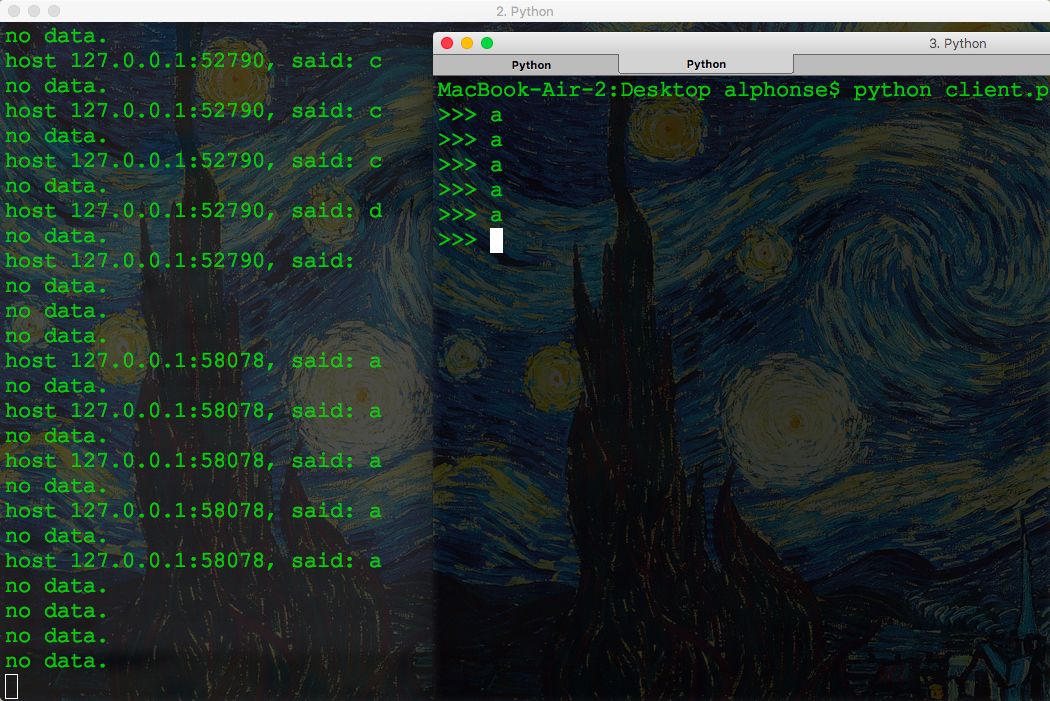 2. Python
no data.
host 127.0.0.1:52790, said: c
no data.
host 127.0.0.1:52790, said: c
no data.
host 127.0.0.1:52790, said: c
no data.
host 127.0.0.1:52790, said: d
no data.
host 127.0.0.1:52790, said:
no data.
no data.
no data.
host 127.0.0.1:58078, said: a
no data.
host 127.0.0.1:58078, said: a
no data.
host 127.0.0.1:58078, said: a
no data.
host 127.0.0.1:58078, said: a
no data.
host 127.0.0.1:58078, said: a
no data.
no data.
no data.
no data.
3. Python
Python Python
MacBook-Air-2:Desktop alphonse$ python client.p
>>> a
>>> a
>>> a
>>> a
>>> a
>>>